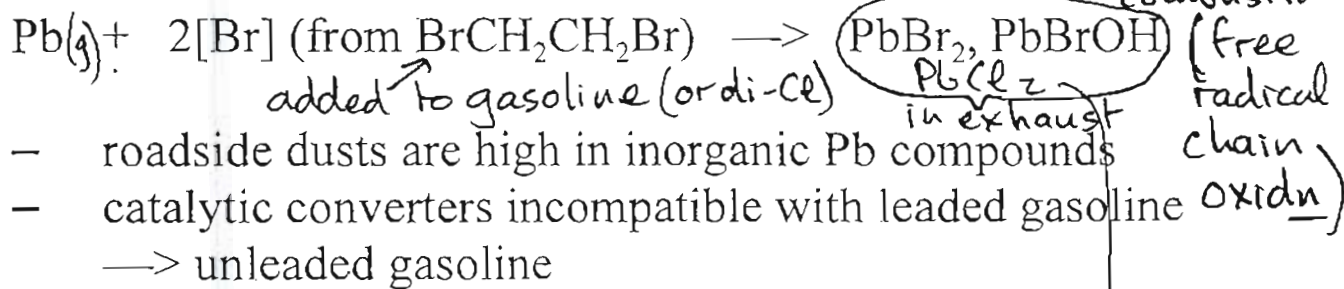 Pb(g)+ 2[Br] (from BrCH₂CH₂Br) —> (PbBr₂, PbBrOH) (free
added to gasoline (or di-Cl) PbCl₂ radical
in exhaust
– roadside dusts are high in inorganic Pb compounds chain
– catalytic converters incompatible with leaded gasoline oxidn)
—> unleaded gasoline